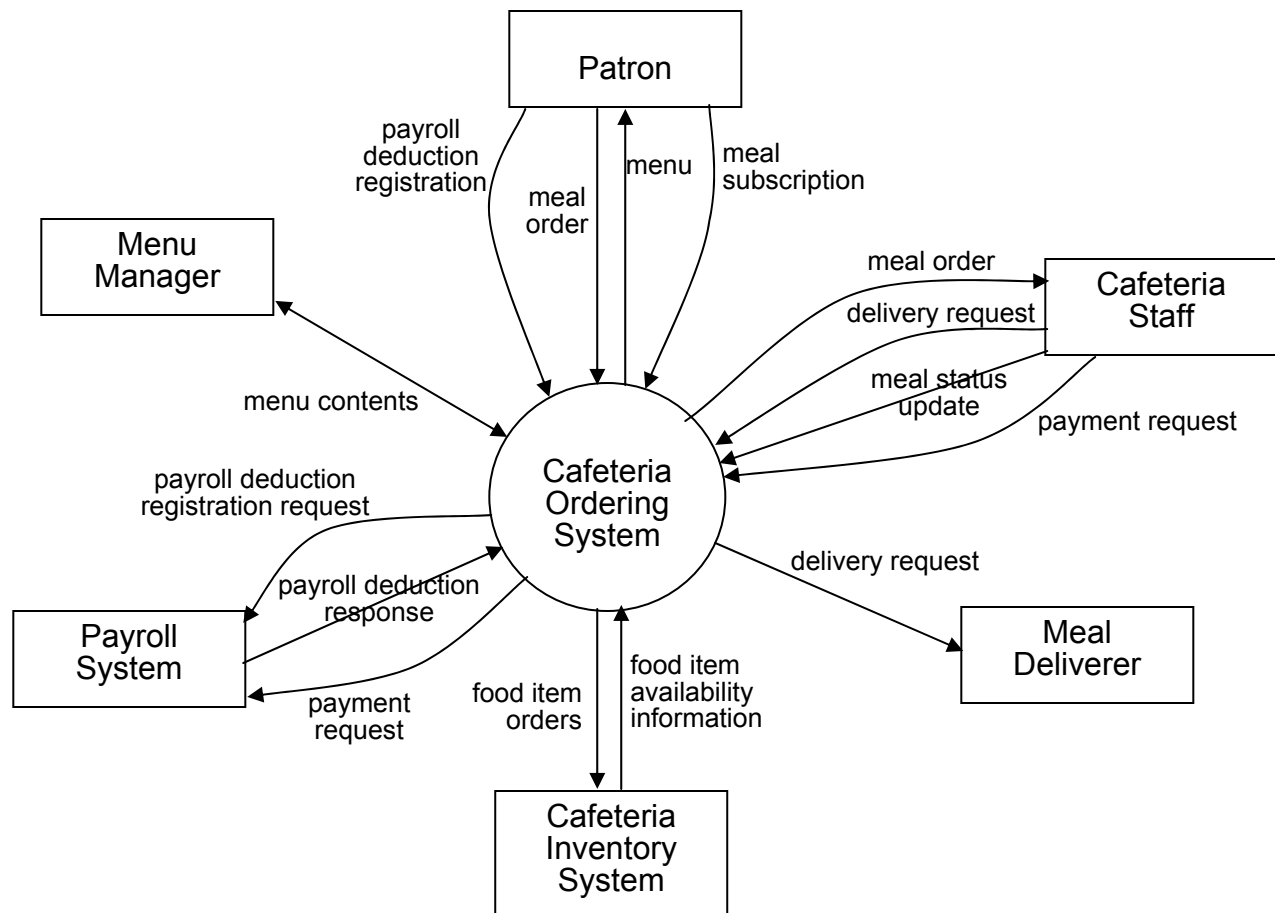 Patron
payroll
deduction
registration
meal
order
menu
meal
subscription
Menu
Manager
meal order
Cafeteria
Staff
delivery request
meal status
update
payment request
menu contents
Cafeteria
Ordering
System
payroll deduction
registration request
payroll deduction
response
delivery request
Payroll
System
Meal
Deliverer
payment
request
food item
orders
food item
availability
information
Cafeteria
Inventory
System